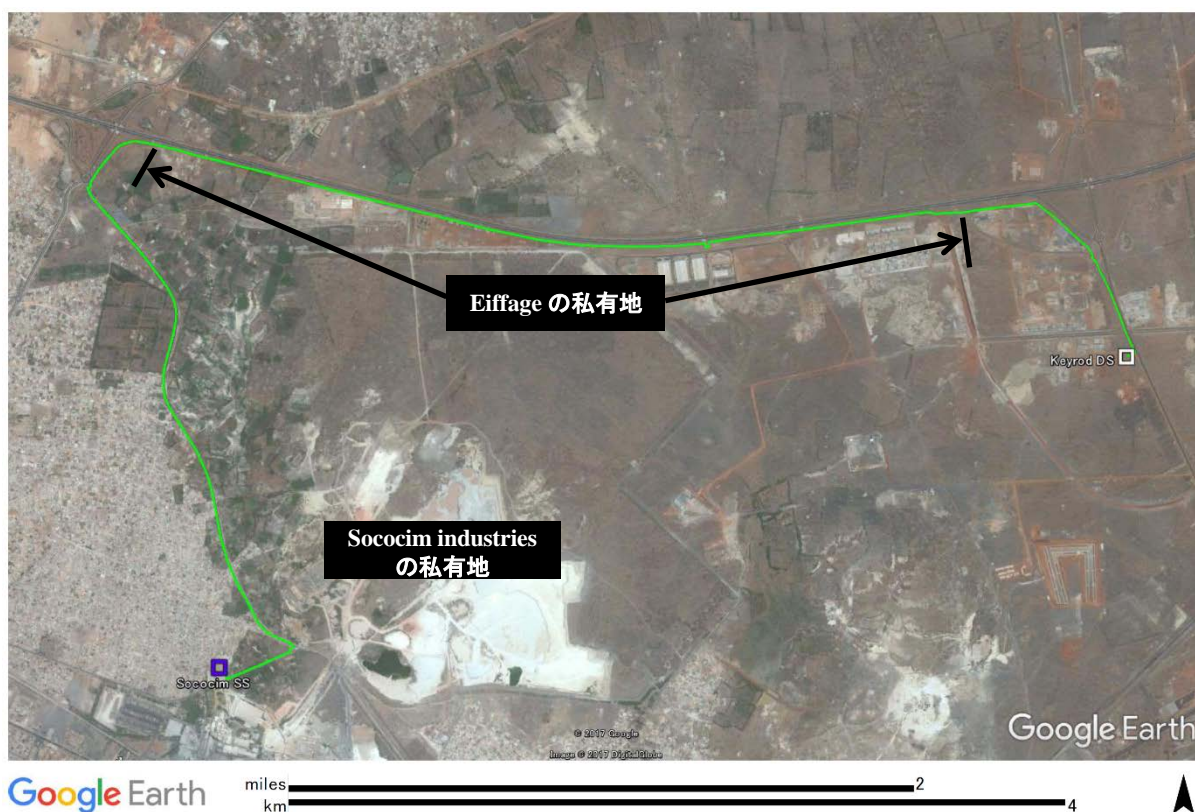 Eiffage の私有地
Keyrod DS
Sococim industries
の私有地
Sococim SS
© 2017 Google
Image © 2017 DigitalGlobe
Google Earth
Google Earth
miles 2
km 4